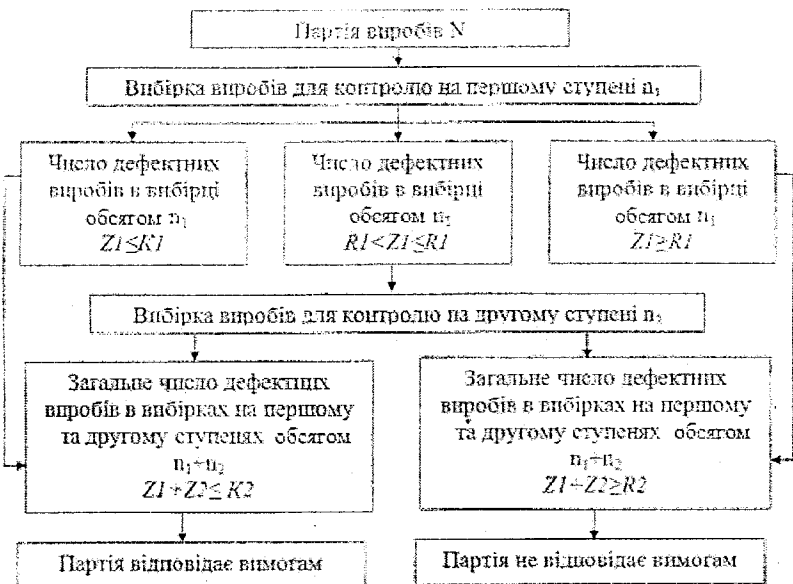 Партія виробів N
Вибірка виробів для контролю на першому ступені n₁
Число дефектних
виробів в вибірці
обсягом n₁
Z1≤K1
Число дефектних
виробів в вибірці
обсягом n₁
R1<Z1≤R1
Число дефектних
виробів в вибірці
обсягом n₁
Z1≥R1
Вибірка виробів для контролю на другому ступені n₂
Загальне число дефектних
виробів в вибірках на першому
та другому ступенях обсягом
n₁+n₂
Z1+Z2≤K2
Загальне число дефектних
виробів в вибірках на першому
та другому ступенях обсягом
n₁+n₂
Z1+Z2≥R2
Партія відповідає вимогам
Партія не відповідає вимогам